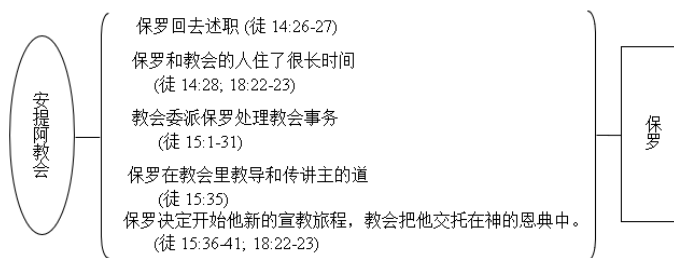 安提阿教会
保罗回去述职 (徒 14:26-27)
保罗和教会的人住了很长时间
(徒 14:28; 18:22-23)
教会委派保罗处理教会事务
(徒 15:1-31)
保罗在教会里教导和传讲主的道
(徒 15:35)
保罗决定开始他新的宣教旅程，教会把他交托在神的恩典中。
(徒 15:36-41; 18:22-23)
保罗